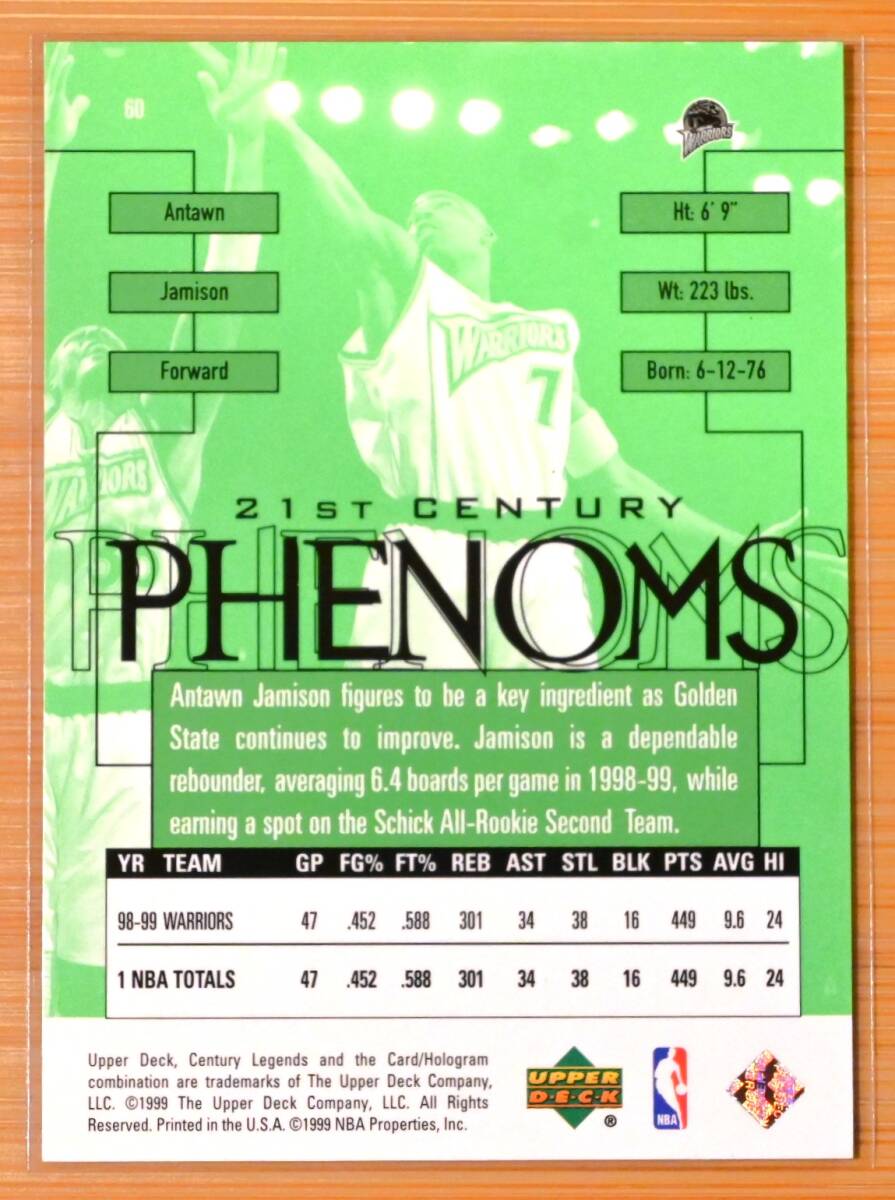 60
WARRIORS
Antawn
Ht: 6' 9"
Jamison
Wt: 223 lbs.
Forward
Born: 6-12-76
WARRIORS
7
WARRIORS
21ST CENTURY
PHENOMS
Antawn Jamison figures to be a key ingredient as Golden
State continues to improve. Jamison is a dependable
rebounder, averaging 6.4 boards per game in 1998-99, while
earning a spot on the Schick All-Rookie Second Team.
YR TEAM GP FG% FT% REB AST STL BLK PTS AVG HI
98-99 WARRIORS 47 .452 .588 301 34 38 16 449 9.6 24
1 NBA TOTALS 47 .452 .588 301 34 38 16 449 9.6 24
Upper Deck, Century Legends and the Card/Hologram
combination are trademarks of The Upper Deck Company,
LLC. ©1999 The Upper Deck Company, LLC. All Rights
Reserved. Printed in the U.S.A. ©1999 NBA Properties, Inc.
UPPER
D·E·C·K
®
NBA